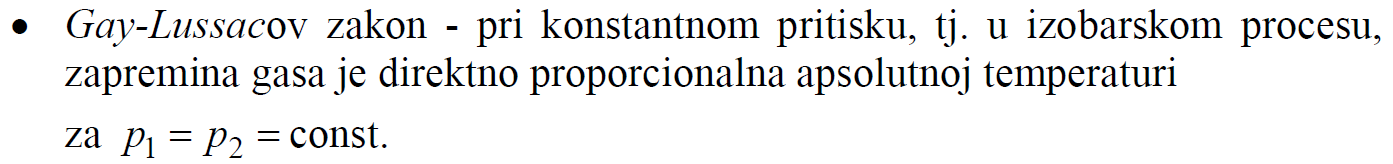 • Gay-Lussacov zakon - pri konstantnom pritisku, tj. u izobarskom procesu,
zapremina gasa je direktno proporcionalna apsolutnoj temperaturi
za p₁ = p₂ = const.